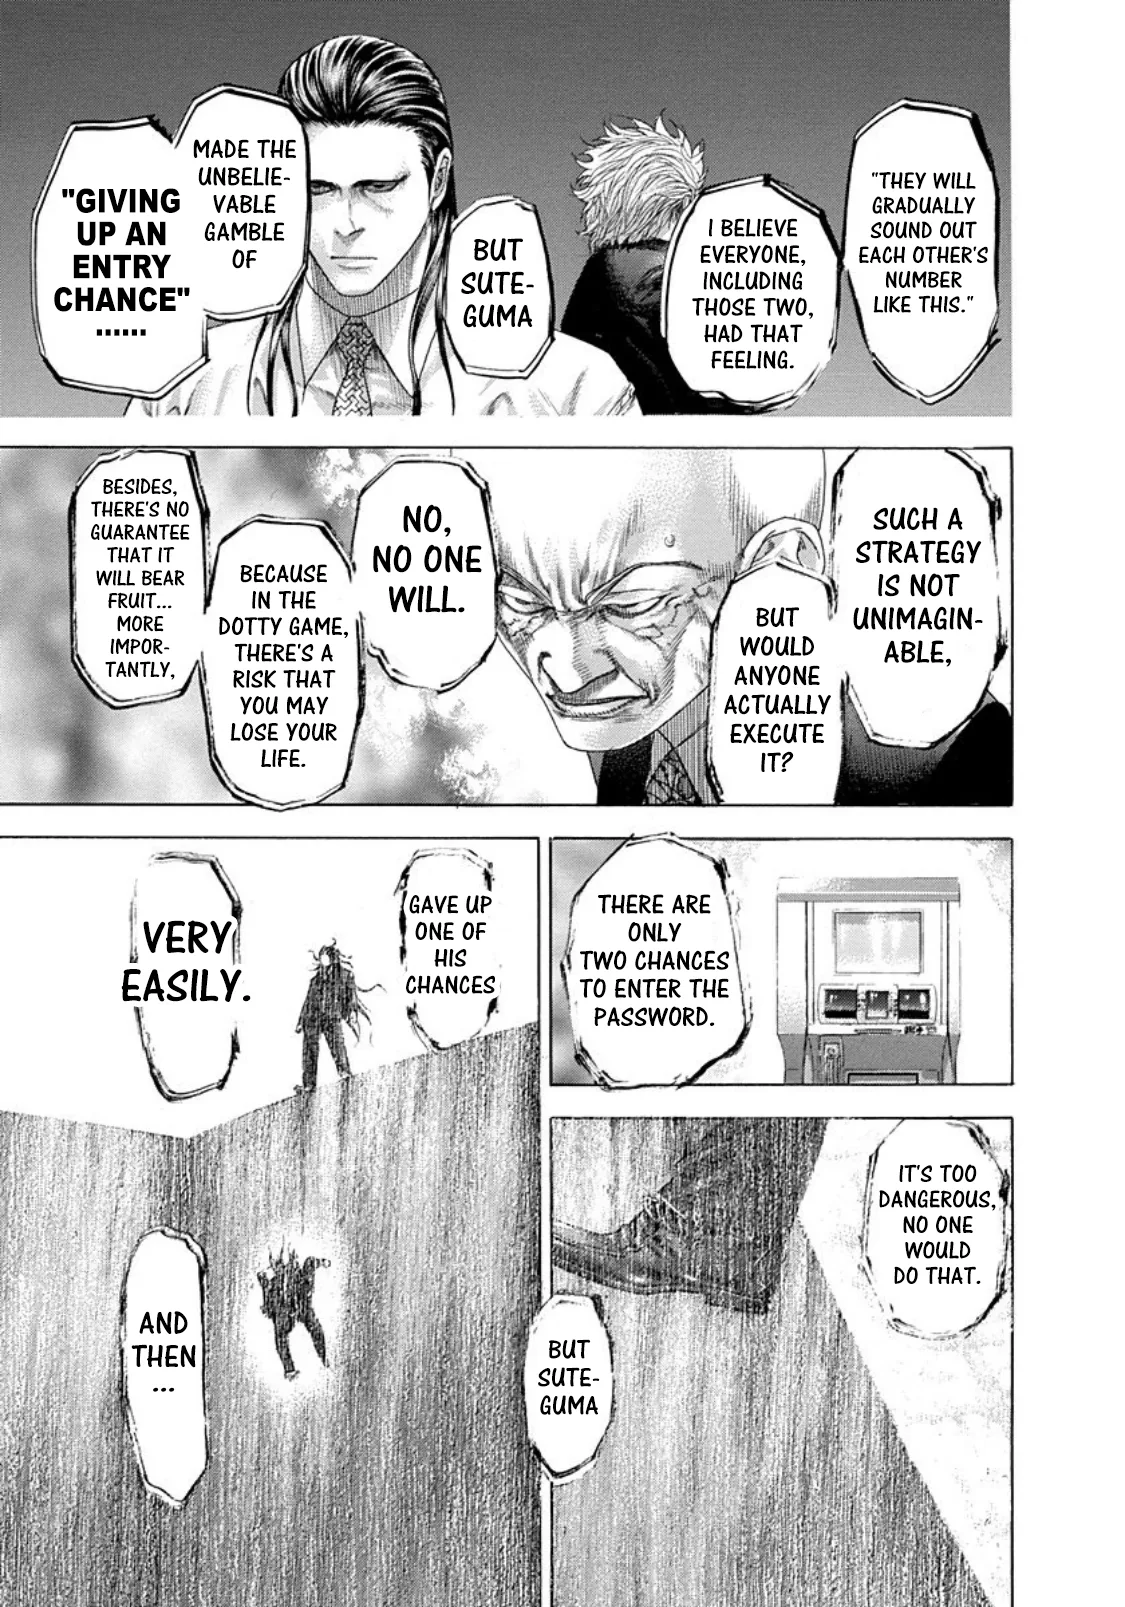 "THEY WILL
GRADUALLY
SOUND OUT
EACH OTHER'S
NUMBER
LIKE THIS."
I BELIEVE
EVERYONE,
INCLUDING
THOSE TWO,
HAD THAT
FEELING.
BUT
SUTE-
GUMA
MADE THE
UNBELIE-
VABLE
GAMBLE
OF
"GIVING
UP AN
ENTRY
CHANCE"
......
SUCH A
STRATEGY
IS NOT
UNIMAGIN-
ABLE,
BUT
WOULD
ANYONE
ACTUALLY
EXECUTE
IT?
NO,
NO ONE
WILL.
BECAUSE
IN THE
DOTTY GAME,
THERE'S A
RISK THAT
YOU MAY
LOSE YOUR
LIFE.
BESIDES,
THERE'S NO
GUARANTEE
THAT IT
WILL BEAR
FRUIT...
MORE
IMPOR-
TANTLY,
THERE ARE
ONLY
TWO CHANCES
TO ENTER THE
PASSWORD.
IT'S TOO
DANGEROUS,
NO ONE
WOULD
DO THAT.
BUT
SUTE-
GUMA
GAVE UP
ONE OF
HIS
CHANCES
VERY
EASILY.
AND
THEN
...